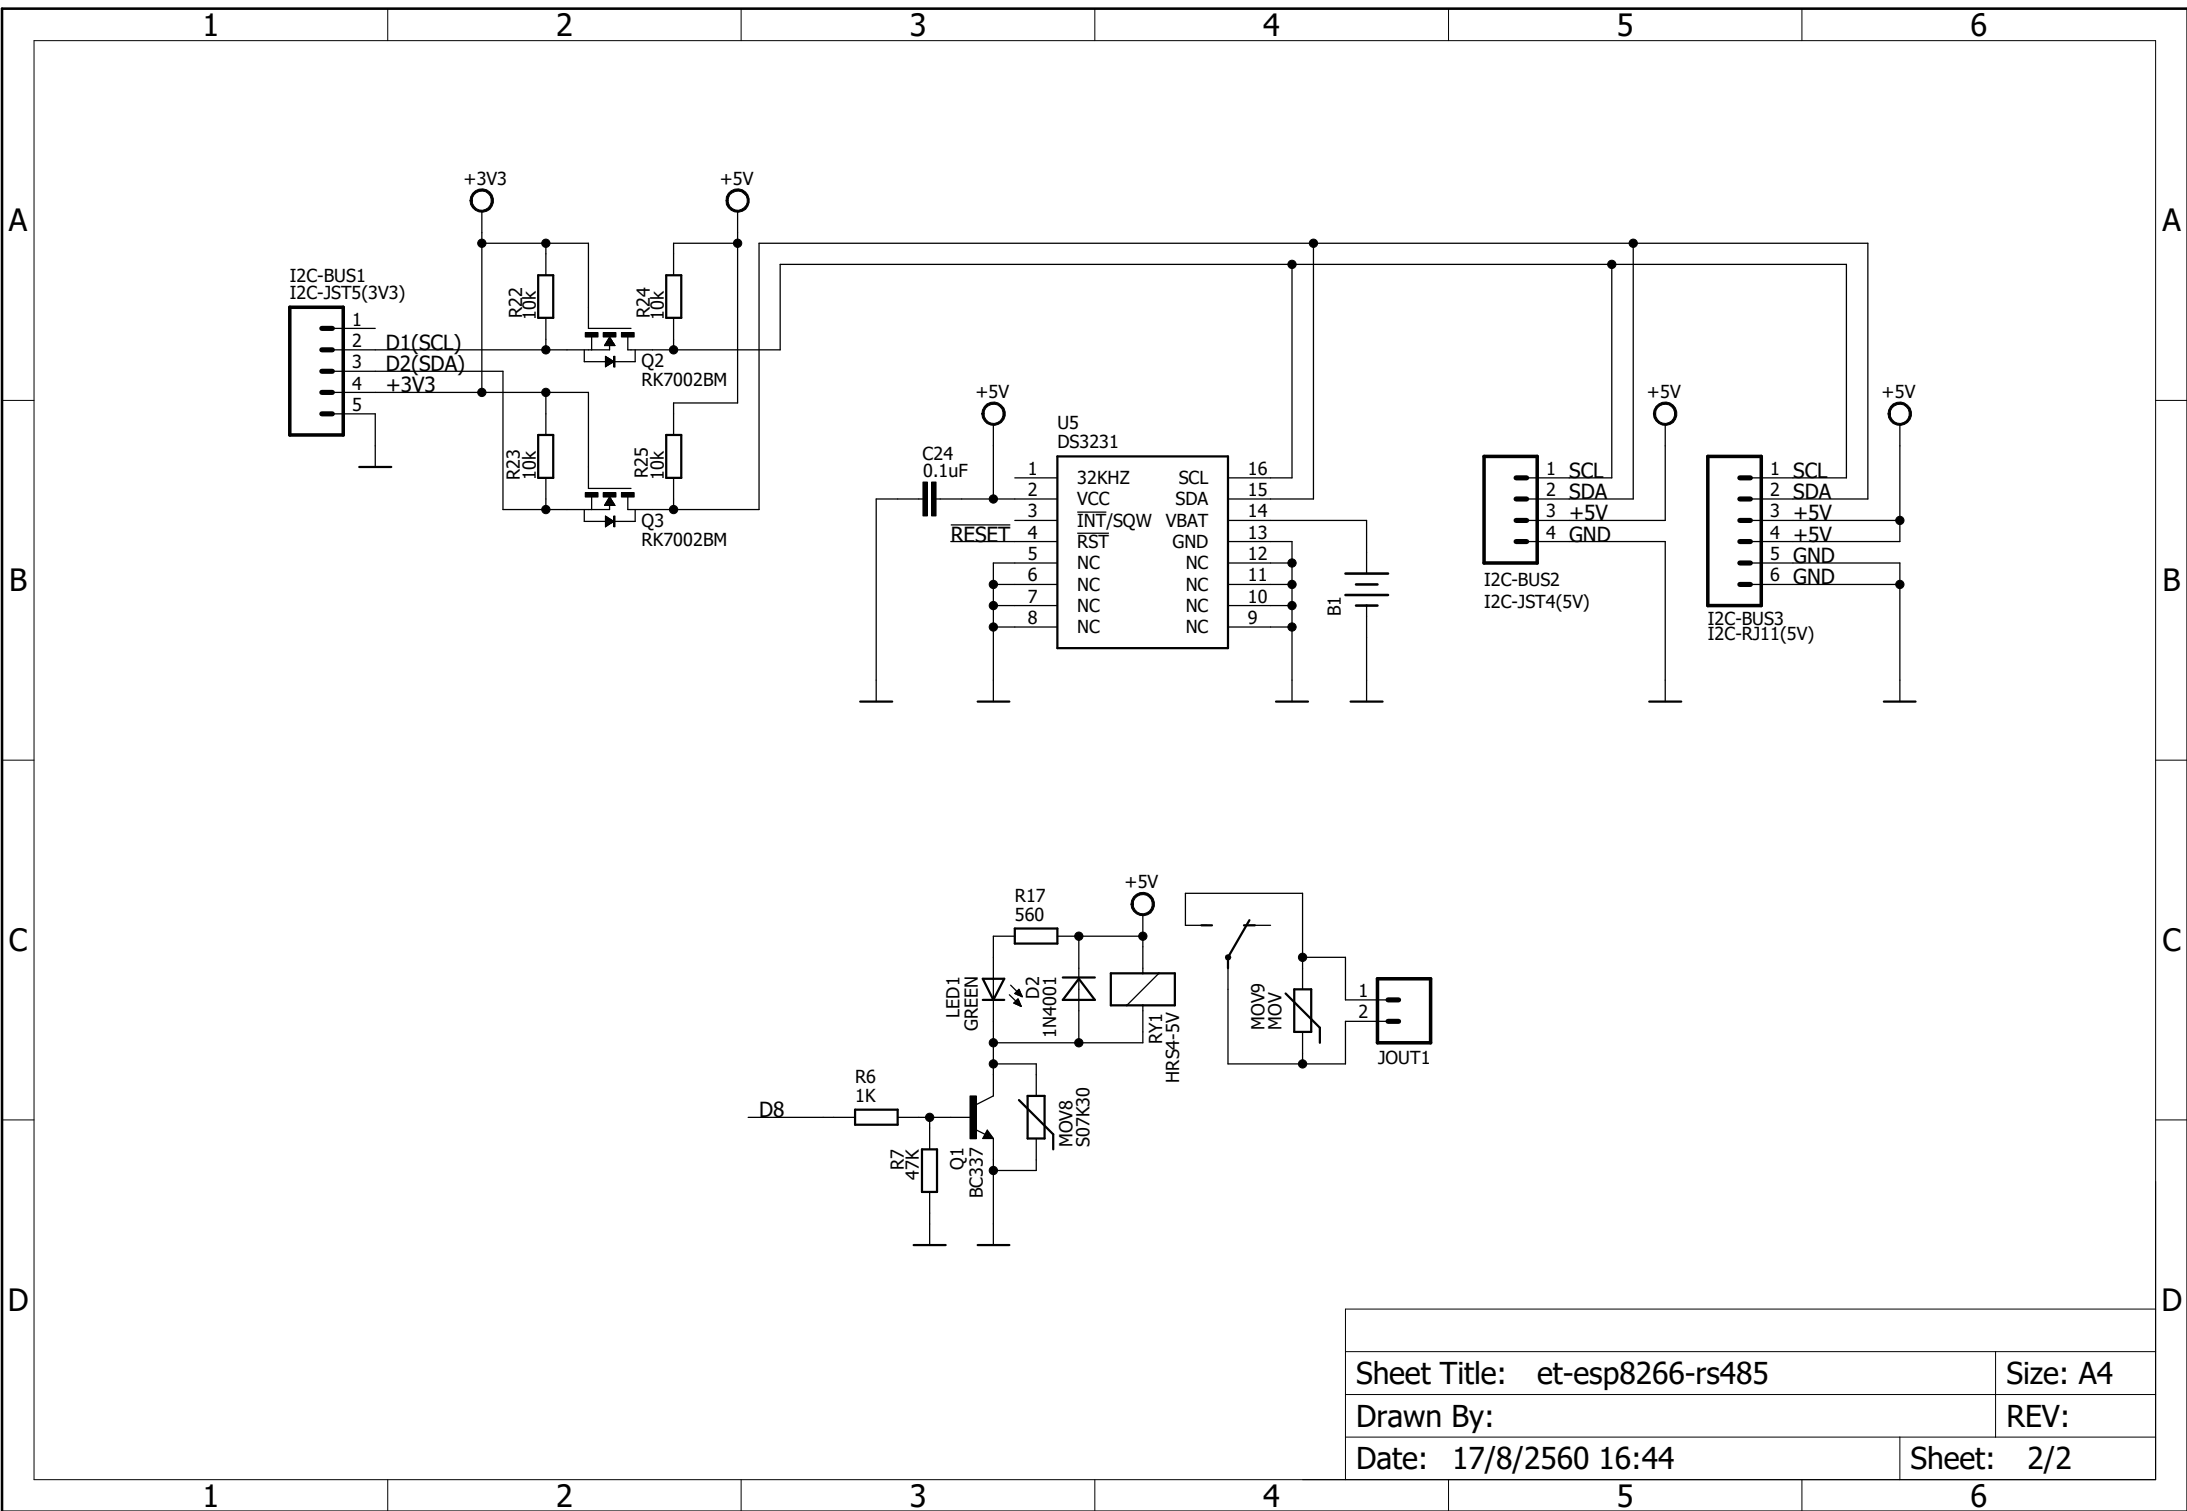 1 2 3 4 5 6
A A
B B
C C
D D
+3V3
+5V
I2C-BUS1
I2C-JST5(3V3)
1
2 D1(SCL)
3 D2(SDA)
4 +3V3
5
R22
10k
R24
10k
Q2
RK7002BM
R23
10k
R25
10k
Q3
RK7002BM
+5V
C24
0.1uF
U5
DS3231
1 32KHZ SCL 16
2 VCC SDA 15
3 INT/SQW VBAT 14
RESET 4 RST GND 13
5 NC NC 12
6 NC NC 11
7 NC NC 10
8 NC NC 9
B1
+5V
1 SCL
2 SDA
3 +5V
4 GND
I2C-BUS2
I2C-JST4(5V)
+5V
1 SCL
2 SDA
3 +5V
4 +5V
5 GND
6 GND
I2C-BUS3
I2C-RJ11(5V)
R17
560
+5V
LED1
GREEN
D2
1N4001
RY1
HRS4-5V
MOV9
MOV
1
2
JOUT1
D8
R6
1K
R7
47K
Q1
BC337
MOV8
S07K30
Sheet Title: et-esp8266-rs485 Size: A4
Drawn By: REV:
Date: 17/8/2560 16:44 Sheet: 2/2
1 2 3 4 5 6